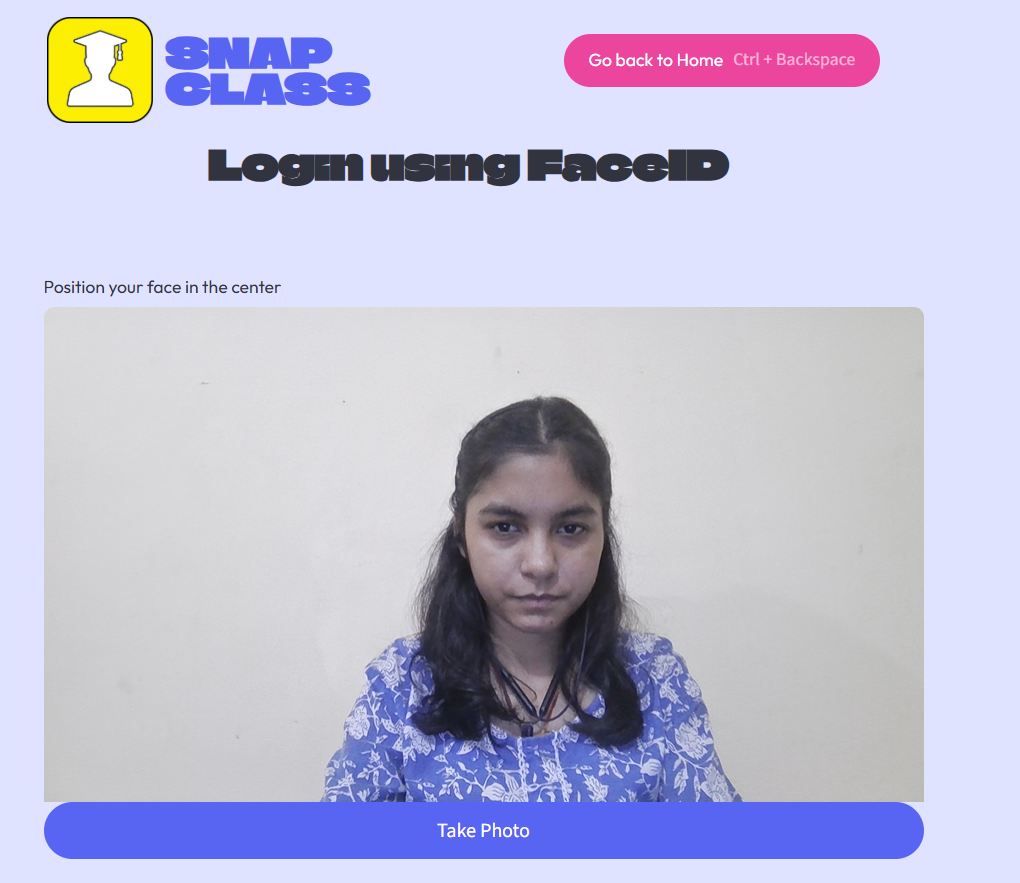 SNAP
CLASS
Go back to Home Ctrl + Backspace
Login using FaceID
Position your face in the center
Take Photo